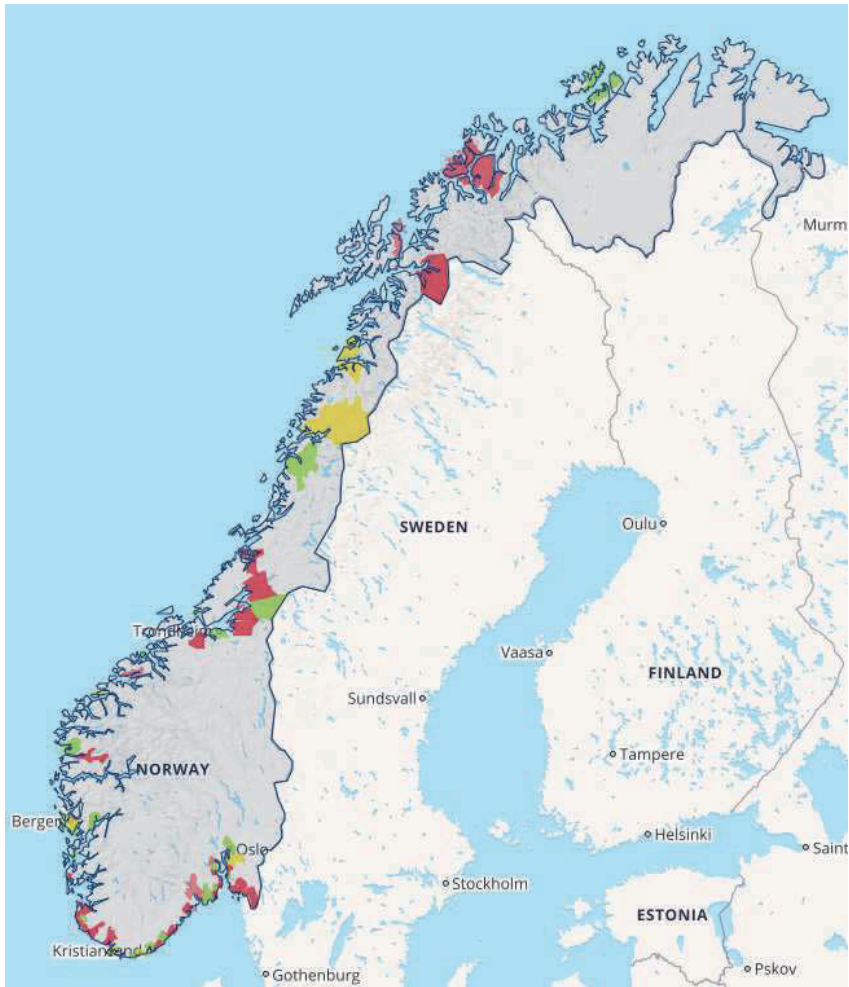 Murm
SWEDEN
Oulu
Trondheim
Vaasa
FINLAND
Sundsvall
Tampere
NORWAY
Bergen
Oslo
Helsinki
Saint
Stockholm
ESTONIA
Kristiansand
Gothenburg
Pskov